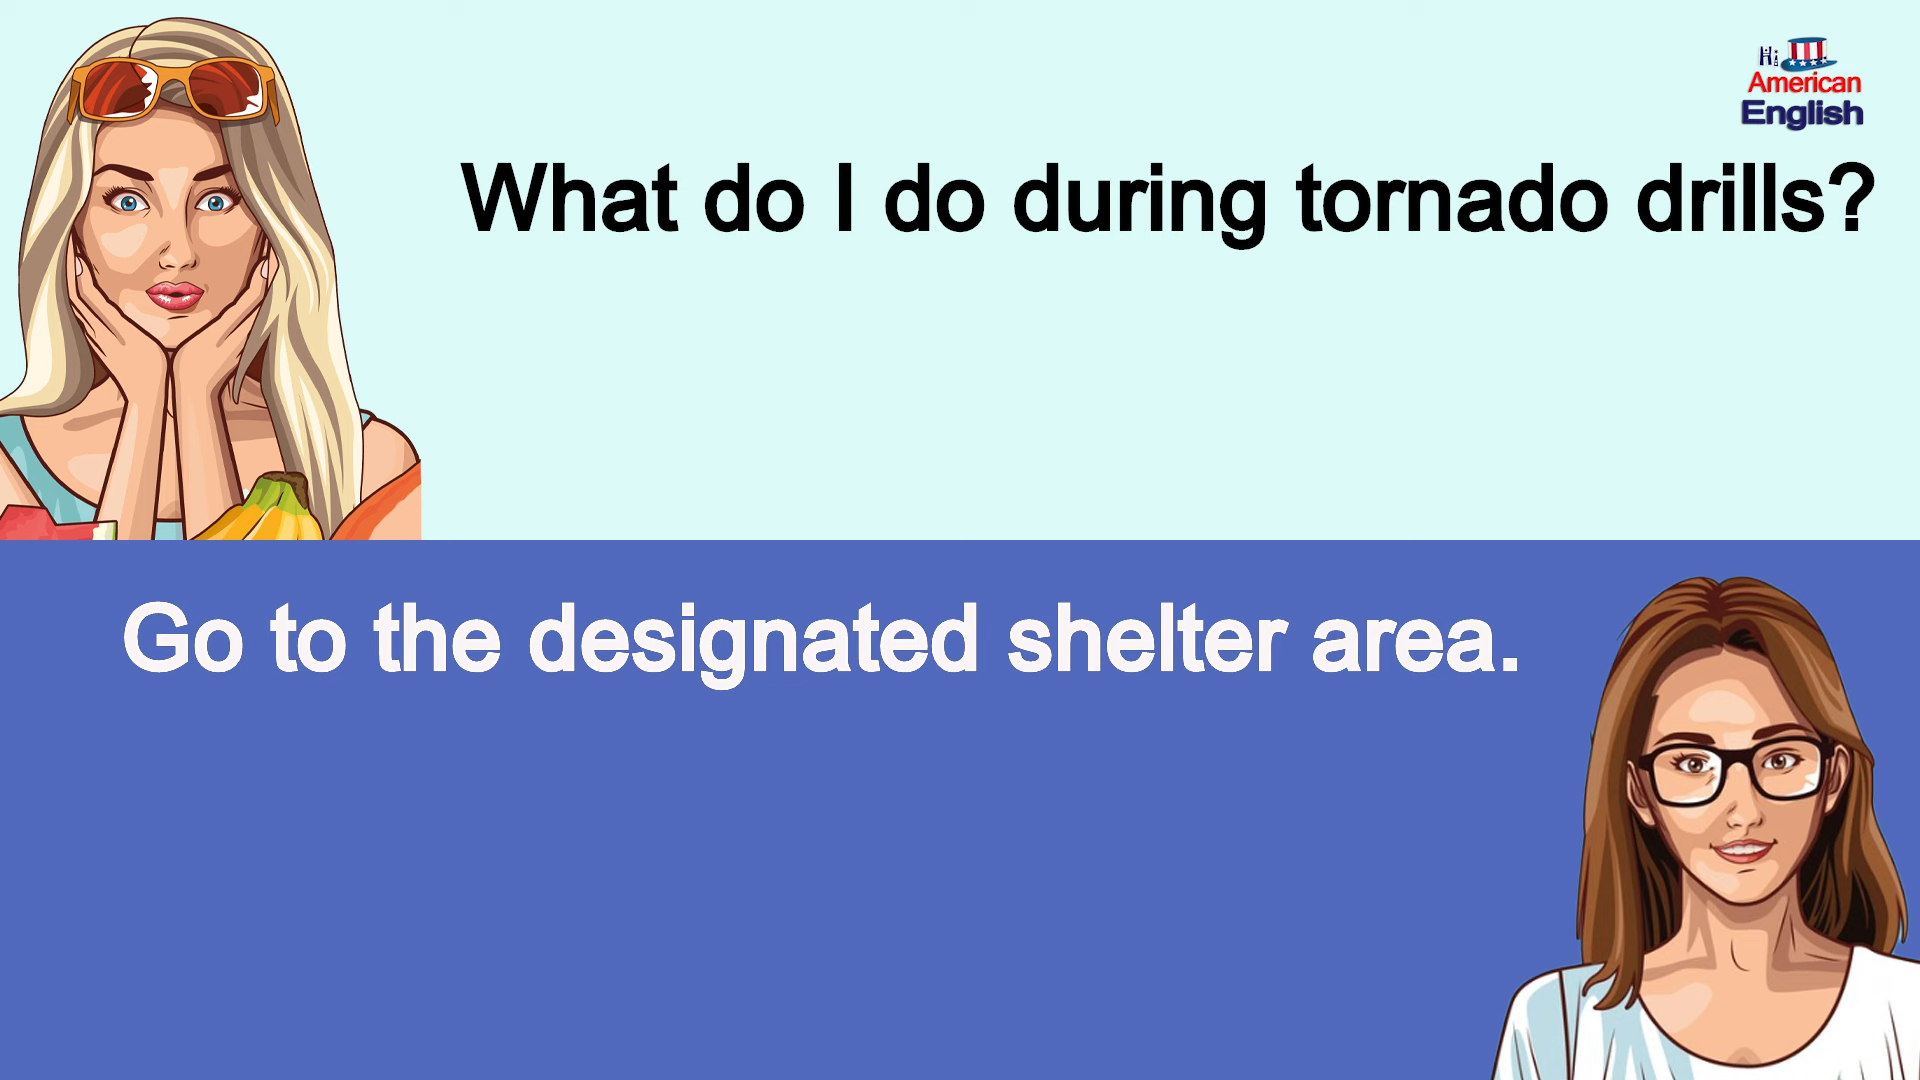 Hi
American
English
What do I do during tornado drills?
Go to the designated shelter area.